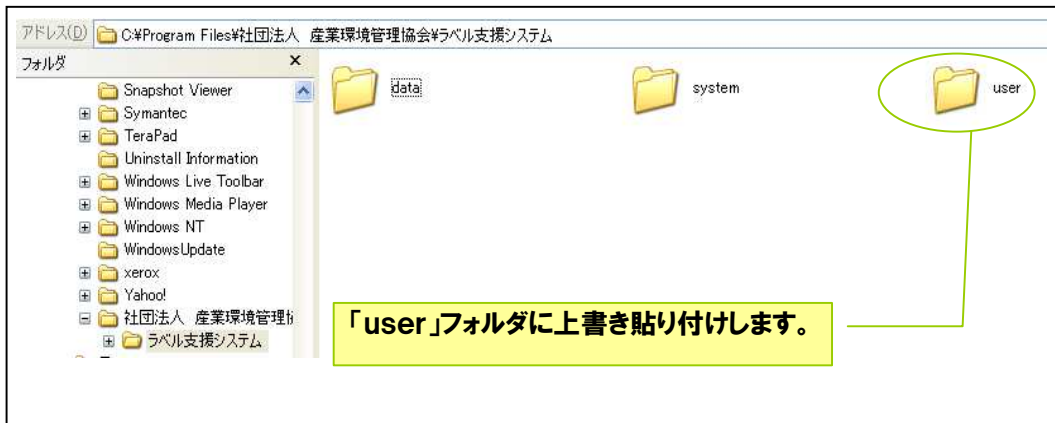 アドレス(D) C:¥Program Files¥社団法人 産業環境管理協会¥ラベル支援システム
フォルダ ×
Snapshot Viewer
Symantec
TeraPad
Uninstall Information
Windows Live Toolbar
Windows Media Player
Windows NT
WindowsUpdate
xerox
Yahoo!
社団法人 産業環境管理
ラベル支援システム
data
system
user
「user」フォルダに上書き貼り付けします。